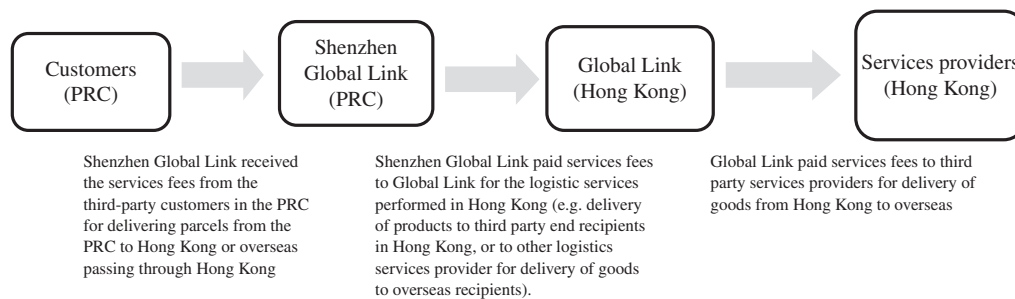 Customers
(PRC)
Shenzhen
Global Link
(PRC)
Global Link
(Hong Kong)
Services providers
(Hong Kong)
Shenzhen Global Link received
the services fees from the
third-party customers in the PRC
for delivering parcels from the
PRC to Hong Kong or overseas
passing through Hong Kong
Shenzhen Global Link paid services fees
to Global Link for the logistic services
performed in Hong Kong (e.g. delivery
of products to third party end recipients
in Hong Kong, or to other logistics
services provider for delivery of goods
to overseas recipients).
Global Link paid services fees to third
party services providers for delivery of
goods from Hong Kong to overseas